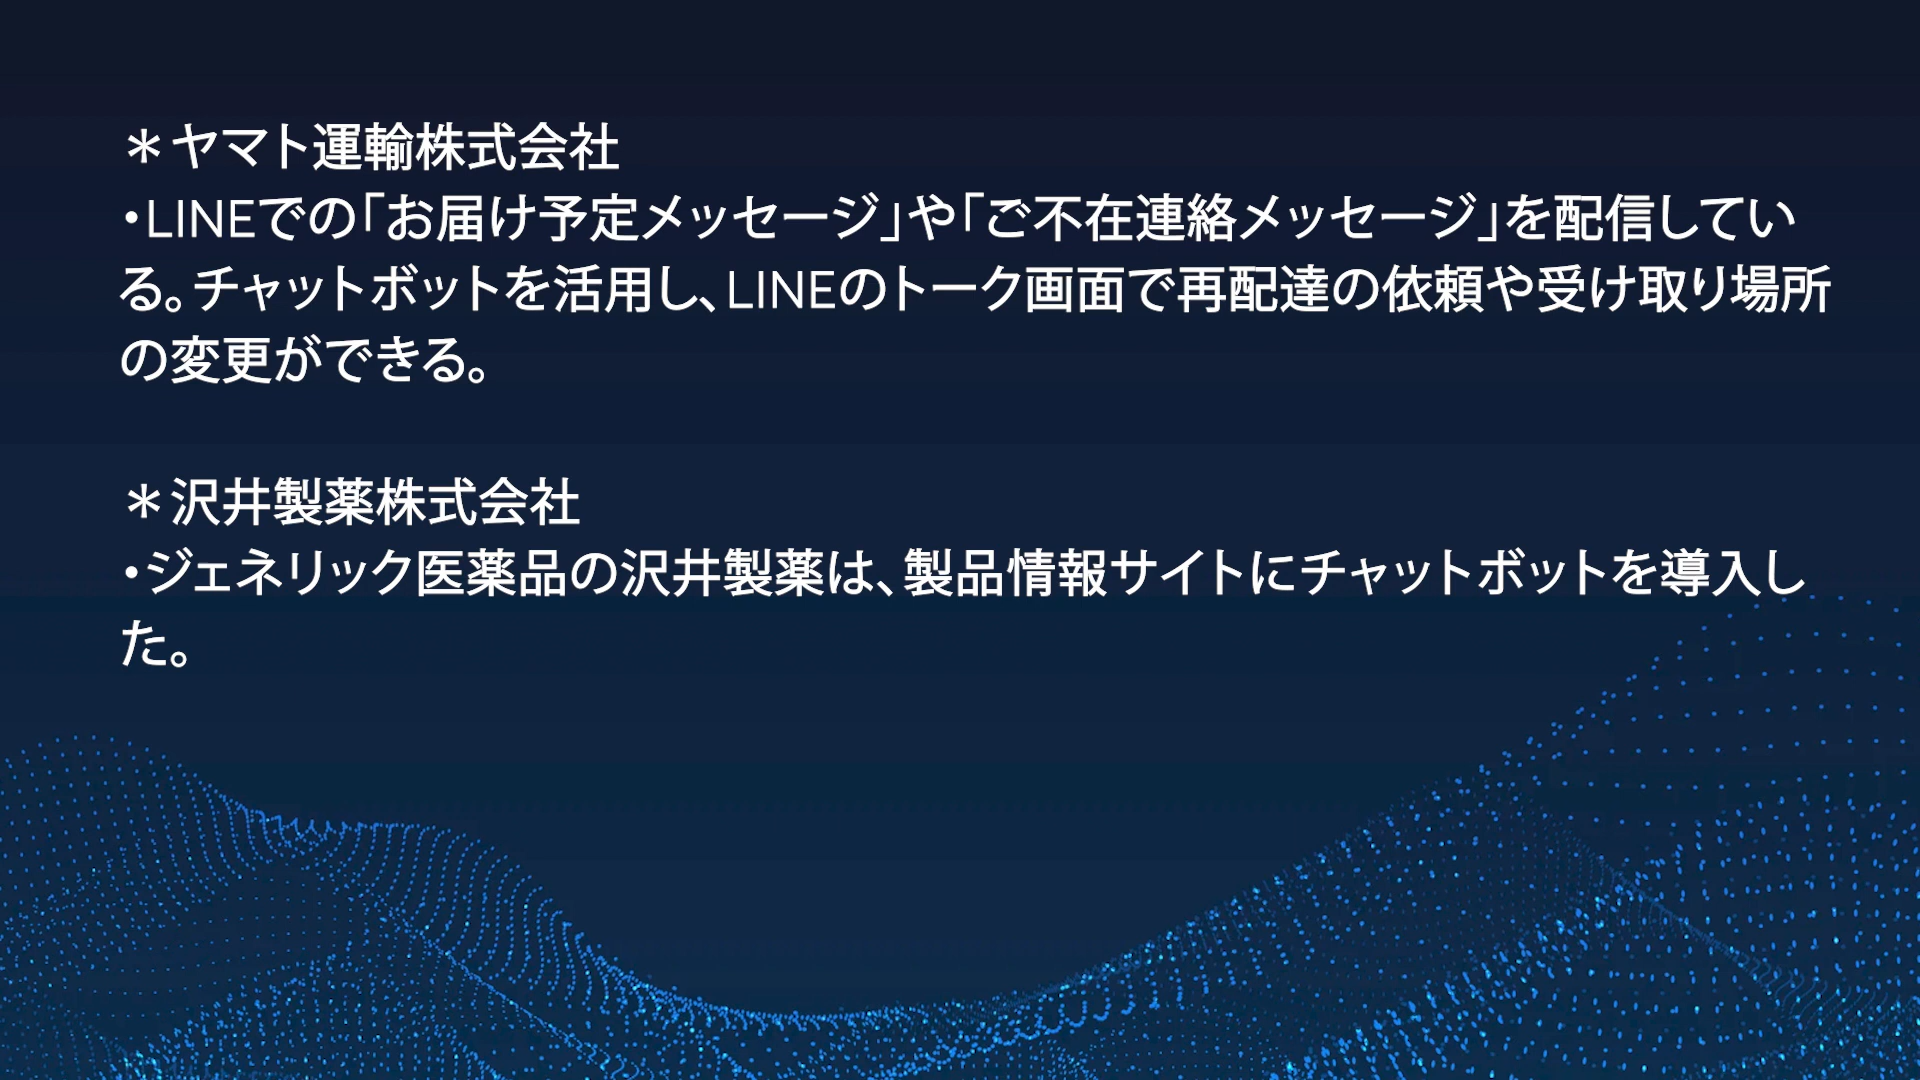 ＊ヤマト運輸株式会社
・LINEでの「お届け予定メッセージ」や「ご不在連絡メッセージ」を配信してい
る。チャットボットを活用し、LINEのトーク画面で再配達の依頼や受け取り場所
の変更ができる。
＊沢井製薬株式会社
・ジェネリック医薬品の沢井製薬は、製品情報サイトにチャットボットを導入し
た。